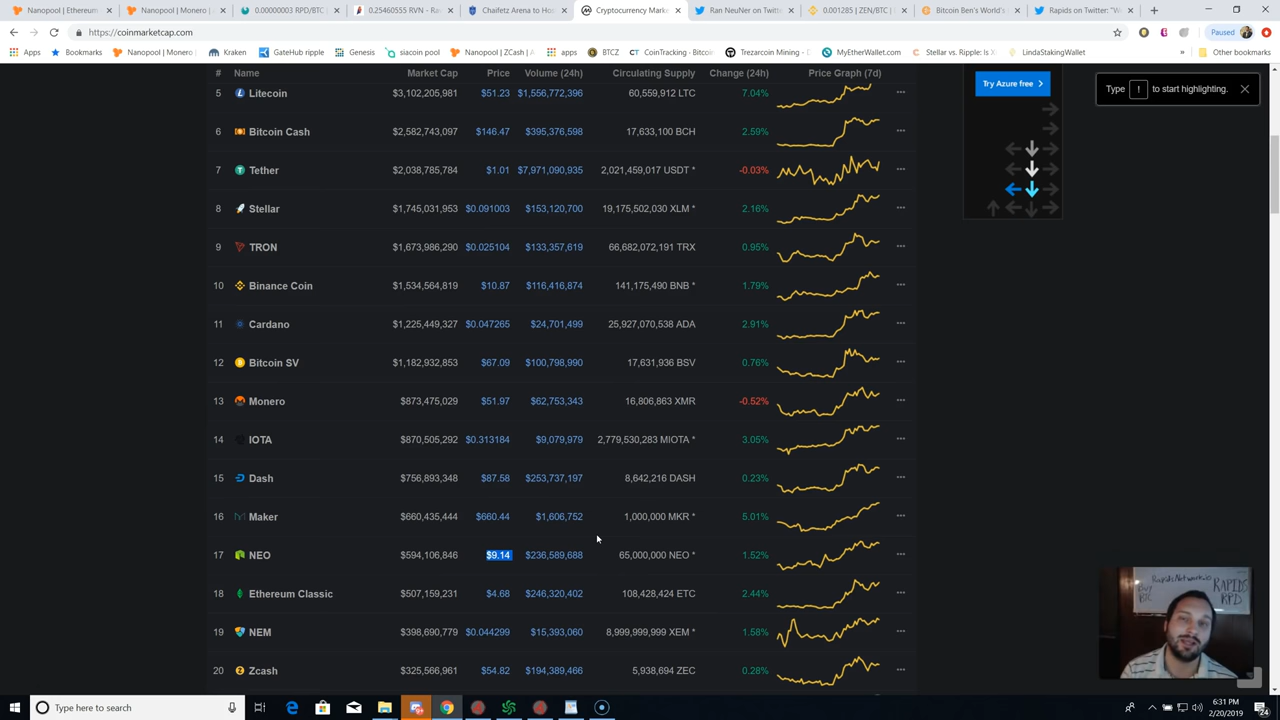 Nanopool | Ethereum
Nanopool | Monero |
0.00000003 RPD/BTC |
0.25460555 RVN - Ra
Chaifetz Arena to Ho
Cryptocurrency Marke
Ran NeuNer on Twitte
0.001285 | ZEN/BTC |
Bitcoin Ben's World's
Rapids on Twitter: "W
https://coinmarketcap.com
Paused
Apps
Bookmarks
Nanopool | Monero |
Kraken
GateHub ripple
Genesis
siacoin pool
Nanopool | ZCash | A
apps
BTCZ
CoinTracking · Bitcoi
Trezarcoin Mining - D
MyEtherWallet.com
Stellar vs. Ripple: Is X
LindaStakingWallet
»
Other bookmarks
# Name Market Cap Price Volume (24h) Circulating Supply Change (24h) Price Graph (7d)
Try Azure free
Type ! to start highlighting.
5 Litecoin $3,102,205,981 $51.23 $1,556,772,396 60,559,912 LTC 7.04%
6 Bitcoin Cash $2,582,743,097 $146.47 $395,376,598 17,633,100 BCH 2.59%
7 Tether $2,038,785,784 $1.01 $7,971,090,935 2,021,459,017 USDT * -0.03%
8 Stellar $1,745,031,953 $0.091003 $153,120,700 19,175,502,030 XLM * 2.16%
9 TRON $1,673,986,290 $0.025104 $133,357,619 66,682,072,191 TRX 0.95%
10 Binance Coin $1,534,564,819 $10.87 $116,416,874 141,175,490 BNB * 1.79%
11 Cardano $1,225,449,327 $0.047265 $24,701,499 25,927,070,538 ADA 2.91%
12 Bitcoin SV $1,182,932,853 $67.09 $100,798,990 17,631,936 BSV 0.76%
13 Monero $873,475,029 $51.97 $62,753,343 16,806,863 XMR -0.52%
14 IOTA $870,505,292 $0.313184 $9,079,979 2,779,530,283 MIOTA * 3.05%
15 Dash $756,893,348 $87.58 $253,737,197 8,642,216 DASH 0.23%
16 Maker $660,435,444 $660.44 $1,606,752 1,000,000 MKR * 5.01%
17 NEO $594,106,846 $9.14 $236,589,688 65,000,000 NEO * 1.52%
18 Ethereum Classic $507,159,231 $4.68 $246,320,402 108,428,424 ETC 2.44%
19 NEM $398,690,779 $0.044299 $15,393,060 8,999,999,999 XEM * 1.58%
20 Zcash $325,566,961 $54.82 $194,389,466 5,938,694 ZEC 0.28%
RapidsNetwork.io
RAPIDS
RPD
BUY
BTC
Type here to search
6:31 PM
2/20/2019
24